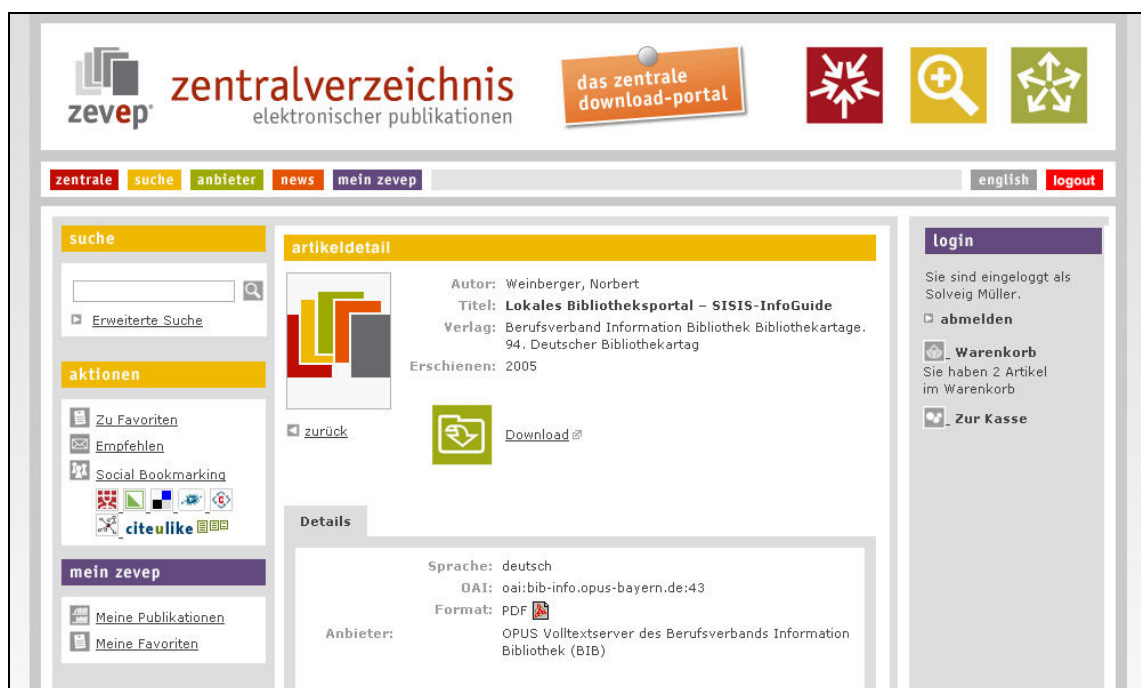 zevep
zentralverzeichnis
elektronischer publikationen
das zentrale
download-portal
zentrale suche anbieter news mein zevep english logout
suche
Erweiterte Suche
aktionen
Zu Favoriten
Empfehlen
Social Bookmarking
citeulike
mein zevep
Meine Publikationen
Meine Favoriten
artikeldetail
Autor: Weinberger, Norbert
Titel: Lokales Bibliotheksportal – SISIS-InfoGuide
Verlag: Berufsverband Information Bibliothek Bibliothekartage.
94. Deutscher Bibliothekartag
Erschienen: 2005
zurück
Download
Details
Sprache: deutsch
OAI: oai:bib-info.opus-bayern.de:43
Format: PDF
Anbieter: OPUS Volltextserver des Berufsverbands Information
Bibliothek (BIB)
login
Sie sind eingeloggt als
Solveig Müller.
abmelden
Warenkorb
Sie haben 2 Artikel
im Warenkorb
Zur Kasse